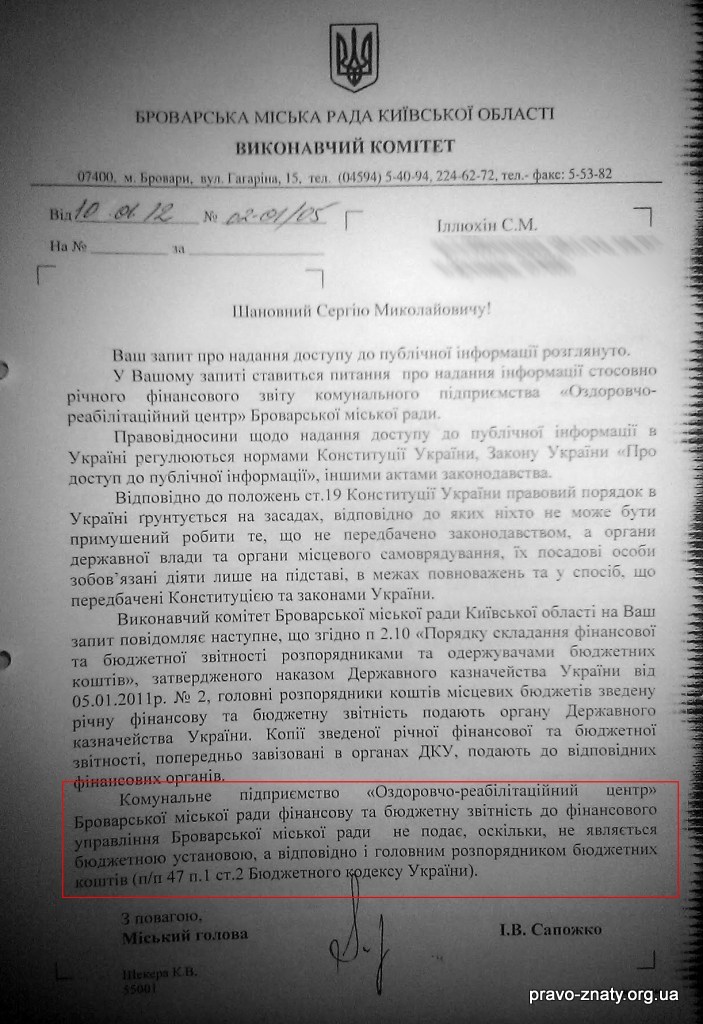 БРОВАРСЬКА МІСЬКА РАДА КИЇВСЬКОЇ ОБЛАСТІ
ВИКОНАВЧИЙ КОМІТЕТ
07400, м. Бровари, вул. Гагаріна, 15, тел. (04594) 5-40-94, 224-62-72, тел.- факс: 5-53-82
Від 10 01. 12 № 02-01/05
Іллюхін С.М.
На № за
Шановний Сергію Миколайовичу!
Ваш запит про надання доступу до публічної інформації розглянуто.
У Вашому запиті ставиться питання про надання інформації стосовно
річного фінансового звіту комунального підприємства «Оздоровчо-
реабілітаційний центр» Броварської міської ради.
Правовідносини щодо надання доступу до публічної інформації в
Україні регулюються нормами Конституції України, Закону України «Про
доступ до публічної інформації», іншими актами законодавства.
Відповідно до положень ст.19 Конституції України правовий порядок в
Україні ґрунтується на засадах, відповідно до яких ніхто не може бути
примушений робити те, що не передбачено законодавством, а органи
державної влади та органи місцевого самоврядування, їх посадові особи
зобов’язані діяти лише на підставі, в межах повноважень та у спосіб, що
передбачені Конституцією та законами України.
Виконавчий комітет Броварської міської ради Київської області на Ваш
запит повідомляє наступне, що згідно п 2.10 «Порядку складання фінансової
та бюджетної звітності розпорядниками та одержувачами бюджетних
коштів», затвердженого наказом Державного казначейства України від
05.01.2011р. № 2, головні розпорядники коштів місцевих бюджетів зведену
річну фінансову та бюджетну звітність подають органу Державного
казначейства України. Копії зведеної річної фінансової та бюджетної
звітності, попередньо завізовані в органах ДКУ, подають до відповідних
фінансових органів.
Комунальне підприємство «Оздоровчо-реабілітаційний центр»
Броварської міської ради фінансову та бюджетну звітність до фінансового
управління Броварської міської ради не подає, оскільки, не являється
бюджетною установою, а відповідно і головним розпорядником бюджетних
коштів (п/п 47 п.1 ст.2 Бюджетного кодексу України).
З повагою,
Міський голова
І.В. Сапожко
Шекера К.В.
55001
pravo-znaty.org.ua